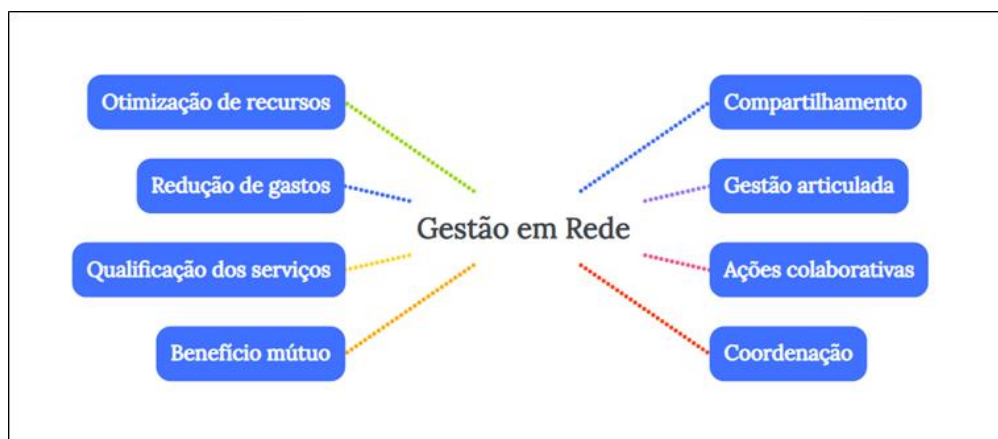 Otimização de recursos
Redução de gastos
Qualificação dos serviços
Benefício mútuo
Gestão em Rede
Compartilhamento
Gestão articulada
Ações colaborativas
Coordenação